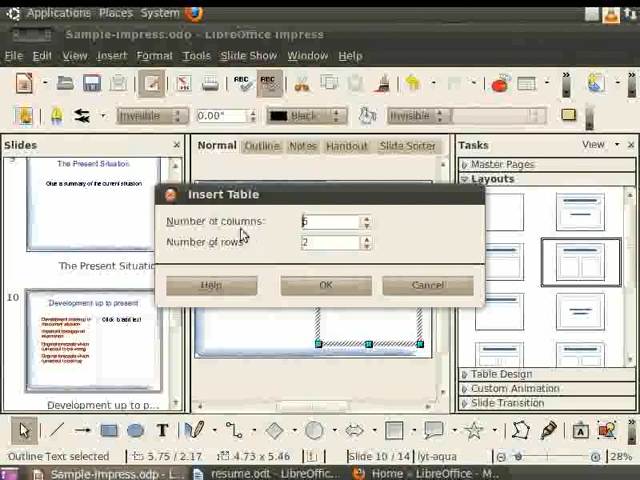 Applications Places System
Sample-Impress.odp - LibreOffice Impress
File Edit View Insert Format Tools Slide Show Window Help
Invisible 0.00" Black Invisible
Slides
Normal Outline Notes Handout Slide Sorter
Tasks View
9
The Present Situation
Give a summary of the current situation
The Present Situatio
10
Development up to present
Click to add text
Development up to p...
Insert Table
Number of columns: 5
Number of rows 2
Help OK Cancel
Master Pages
Layouts
Table Design
Custom Animation
Slide Transition
Outline Text selected 5.75 / 2.17 4.73 x 5.46 Slide 10 / 14 lyt-aqua 28%
Sample-Impress.odp - L... resume.odt - LibreOffic... Home - LibreOffice - M...